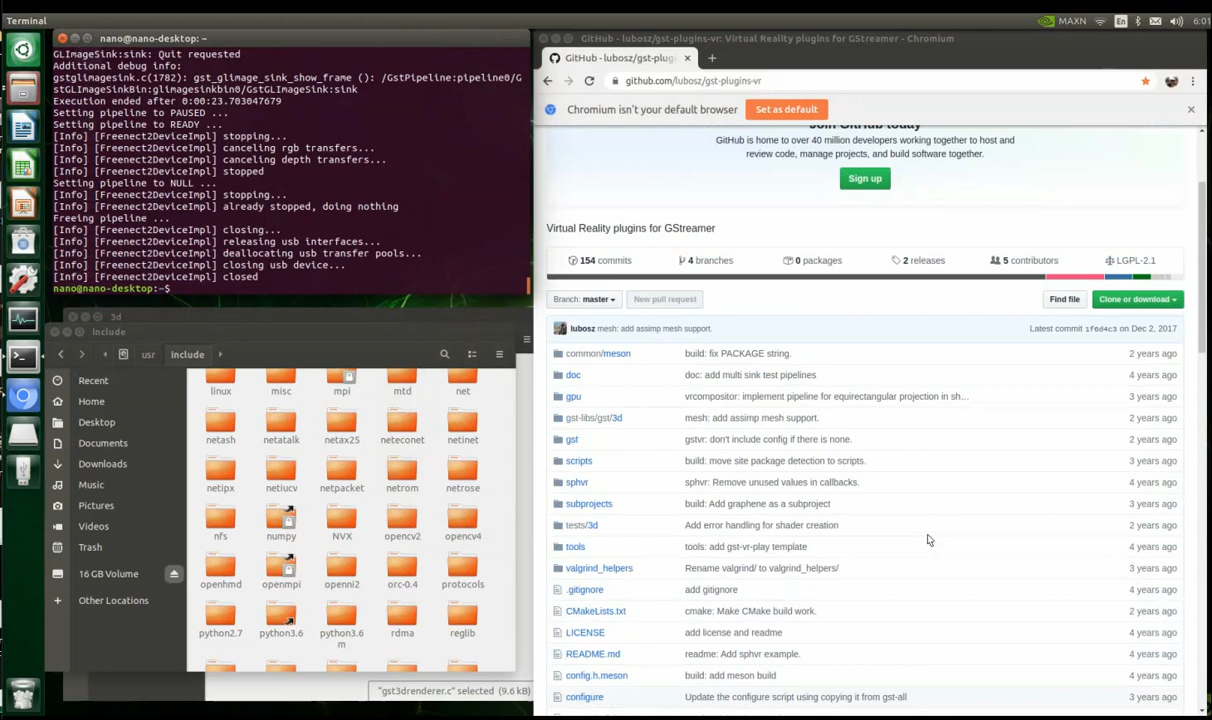 Terminal
MAXN
En
6:01
nano@nano-desktop: ~
GLImageSink:sink: Quit requested
Additional debug info:
gstglimagesink.c(1782): gst_glimage_sink_show_frame (): /GstPipeline:pipeline0/G
stGLImageSinkBin:glimagesinkbin0/GstGLImageSink:sink
Execution ended after 0:00:23.703047679
Setting pipeline to PAUSED ...
Setting pipeline to READY ...
[Info] [Freenect2DeviceImpl] stopping...
[Info] [Freenect2DeviceImpl] canceling rgb transfers...
[Info] [Freenect2DeviceImpl] canceling depth transfers...
[Info] [Freenect2DeviceImpl] stopped
Setting pipeline to NULL ...
[Info] [Freenect2DeviceImpl] stopping...
[Info] [Freenect2DeviceImpl] already stopped, doing nothing
Freeing pipeline ...
[Info] [Freenect2DeviceImpl] closing...
[Info] [Freenect2DeviceImpl] releasing usb interfaces...
[Info] [Freenect2DeviceImpl] deallocating usb transfer pools...
[Info] [Freenect2DeviceImpl] closing usb device...
[Info] [Freenect2DeviceImpl] closed
nano@nano-desktop:~$
3d
include
usr include
Recent
Home
Desktop
Documents
Downloads
Music
Pictures
Videos
Trash
16 GB Volume
Other Locations
linux misc mpi mtd net
netash netatalk netax25 neteconet netinet
netipx netiucv netpacket netrom netrose
nfs numpy NVX opencv2 opencv4
openhmd openmpi openni2 orc-0.4 protocols
python2.7 python3.6 python3.6 rdma reglib
m
"gst3drenderer.c" selected (9.6 kB)
GitHub - lubosz/gst-plugins-vr: Virtual Reality plugins for GStreamer - Chromium
GitHub - lubosz/gst-plug
github.com/lubosz/gst-plugins-vr
Chromium isn't your default browser Set as default
Join GitHub today
GitHub is home to over 40 million developers working together to host and
review code, manage projects, and build software together.
Sign up
Virtual Reality plugins for GStreamer
154 commits 4 branches 0 packages 2 releases 5 contributors LGPL-2.1
Branch: master New pull request Find file Clone or download
lubosz mesh: add assimp mesh support. Latest commit 1f6d4c3 on Dec 2, 2017
common/meson build: fix PACKAGE string. 2 years ago
doc doc: add multi sink test pipelines 4 years ago
gpu vrcompositor: implement pipeline for equirectangular projection in sh... 3 years ago
gst-libs/gst/3d mesh: add assimp mesh support. 2 years ago
gst gstvr: don't include config if there is none. 2 years ago
scripts build: move site package detection to scripts. 3 years ago
sphvr sphvr: Remove unused values in callbacks. 4 years ago
subprojects build: Add graphene as a subproject 3 years ago
tests/3d Add error handling for shader creation 2 years ago
tools tools: add gst-vr-play template 4 years ago
valgrind_helpers Rename valgrind/ to valgrind_helpers/ 3 years ago
.gitignore add gitignore 4 years ago
CMakeLists.txt cmake: Make CMake build work. 2 years ago
LICENSE add license and readme 4 years ago
README.md readme: Add sphvr example. 4 years ago
config.h.meson build: add meson build 4 years ago
configure Update the configure script using copying it from gst-all 3 years ago